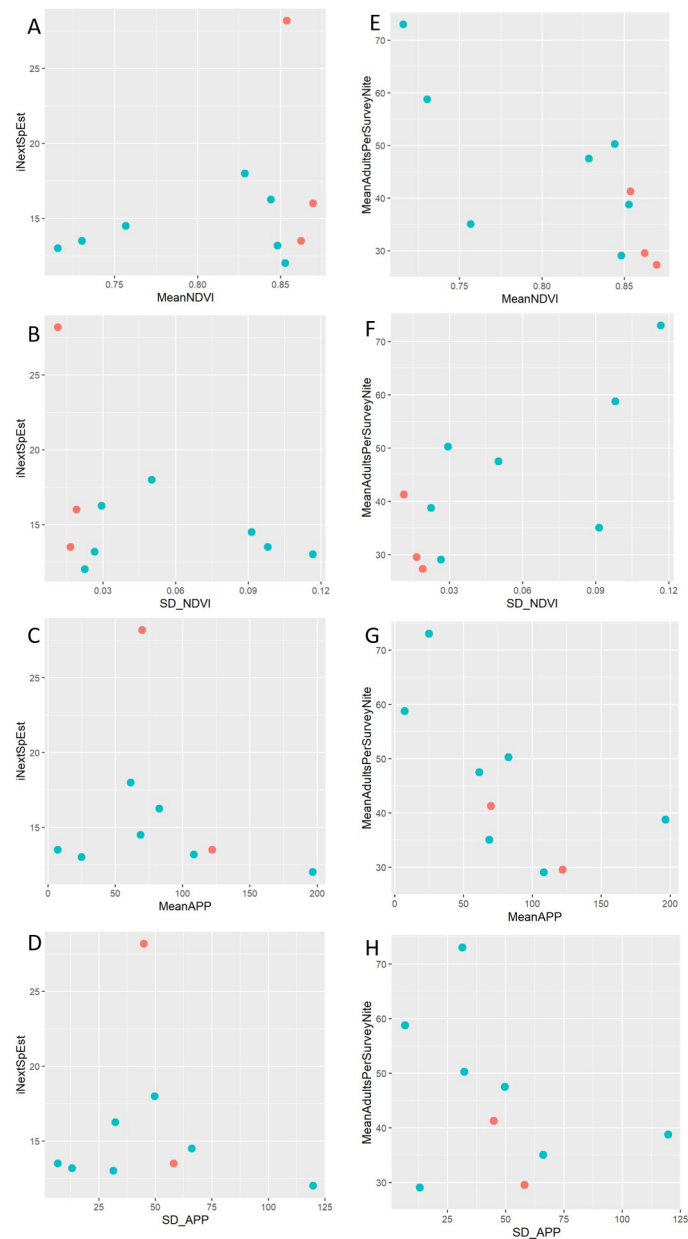 A
iNextSpEst
25
20
15
0.75
0.80
0.85
MeanNDVI
E
MeanAdultsPerSurveyNite
70
60
50
40
30
0.75
0.80
0.85
MeanNDVI
B
iNextSpEst
25
20
15
0.03
0.06
0.09
0.12
SD_NDVI
F
MeanAdultsPerSurveyNite
70
60
50
40
30
0.03
0.06
0.09
0.12
SD_NDVI
C
iNextSpEst
25
20
15
0
50
100
150
200
MeanAPP
G
MeanAdultsPerSurveyNite
70
60
50
40
30
0
50
100
150
200
MeanAPP
D
iNextSpEst
25
20
15
25
50
75
100
125
SD_APP
H
MeanAdultsPerSurveyNite
70
60
50
40
30
25
50
75
100
125
SD_APP